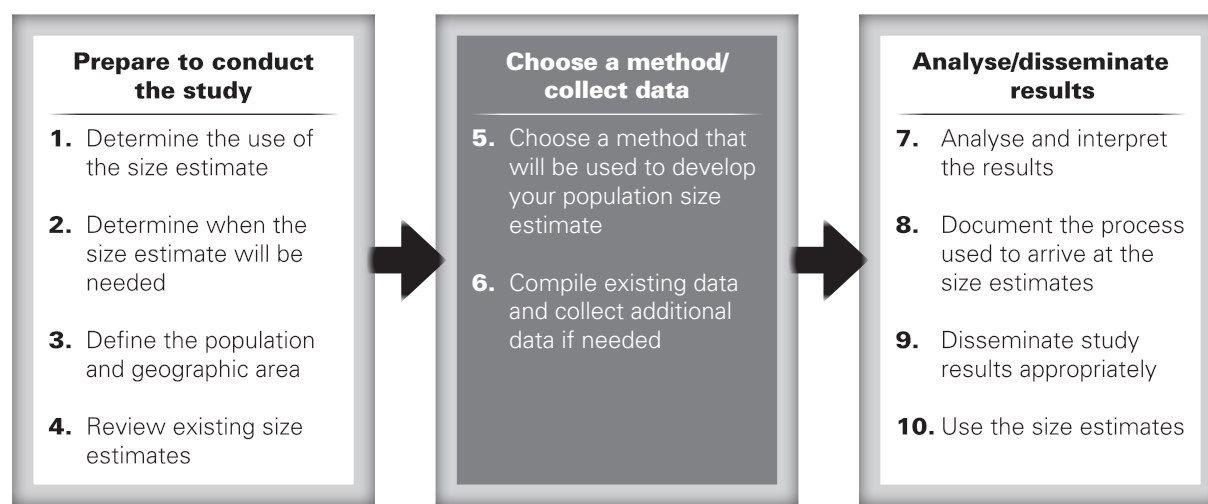 Prepare to conduct
the study
1. Determine the use of
the size estimate
2. Determine when the
size estimate will be
needed
3. Define the population
and geographic area
4. Review existing size
estimates
Choose a method/
collect data
5. Choose a method that
will be used to develop
your population size
estimate
6. Compile existing data
and collect additional
data if needed
Analyse/disseminate
results
7. Analyse and interpret
the results
8. Document the process
used to arrive at the
size estimates
9. Disseminate study
results appropriately
10. Use the size estimates